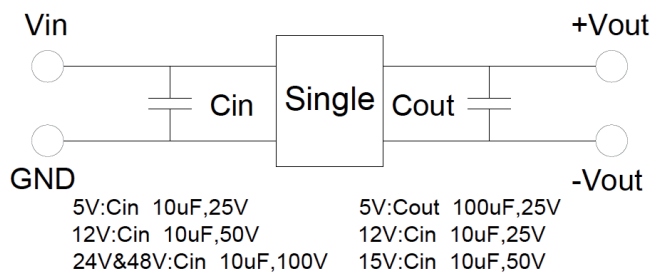 Vin
+Vout
Cin
Single
Cout
GND
-Vout
5V:Cin 10uF,25V
5V:Cout 100uF,25V
12V:Cin 10uF,50V
12V:Cin 10uF,25V
24V&48V:Cin 10uF,100V
15V:Cin 10uF,50V